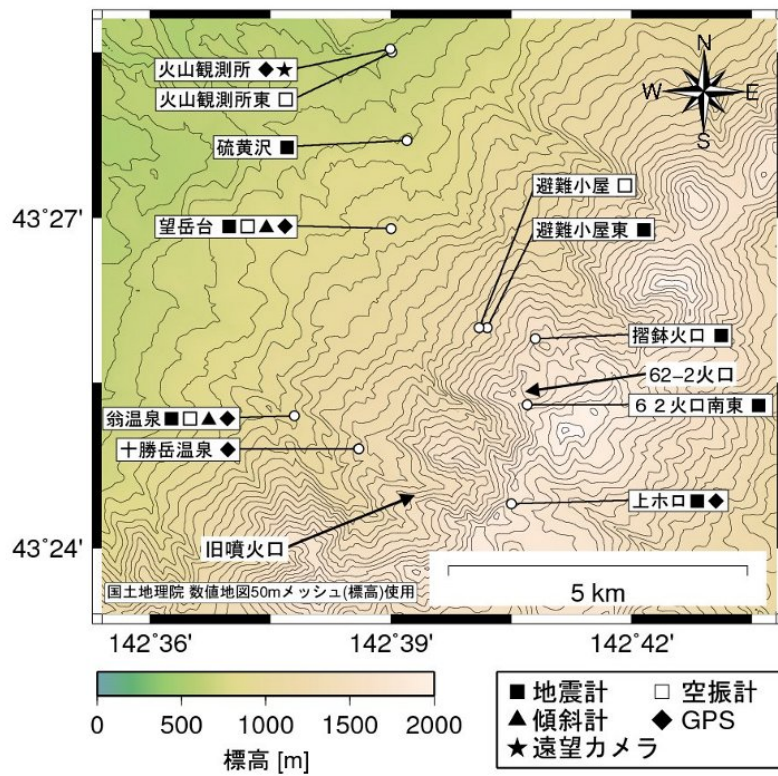 火山観測所 ◆★
火山観測所東 □
硫黄沢 ■
N
W E
S
避難小屋 □
43°27'
望岳台 ■□▲◆
避難小屋東 ■
摺鉢火口 ■
62-2火口
翁温泉■□▲◆
６２火口南東 ■
十勝岳温泉 ◆
上ホロ■◆
旧噴火口
43°24'
国土地理院 数値地図50mメッシュ(標高)使用
5 km
142°36'
142°39'
142°42'
0 500 1000 1500 2000
標高 [m]
■ 地震計 □ 空振計
▲ 傾斜計 ◆ GPS
★ 遠望カメラ